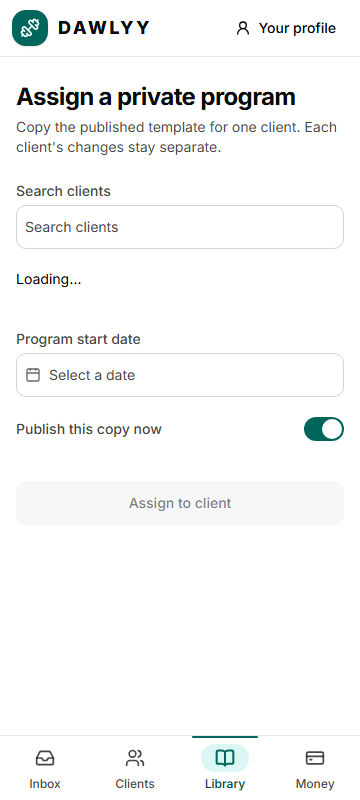 DAWLYY
Your profile
Assign a private program
Copy the published template for one client. Each
client's changes stay separate.
Search clients
Search clients
Loading...
Program start date
Select a date
Publish this copy now
Assign to client
Inbox
Clients
Library
Money